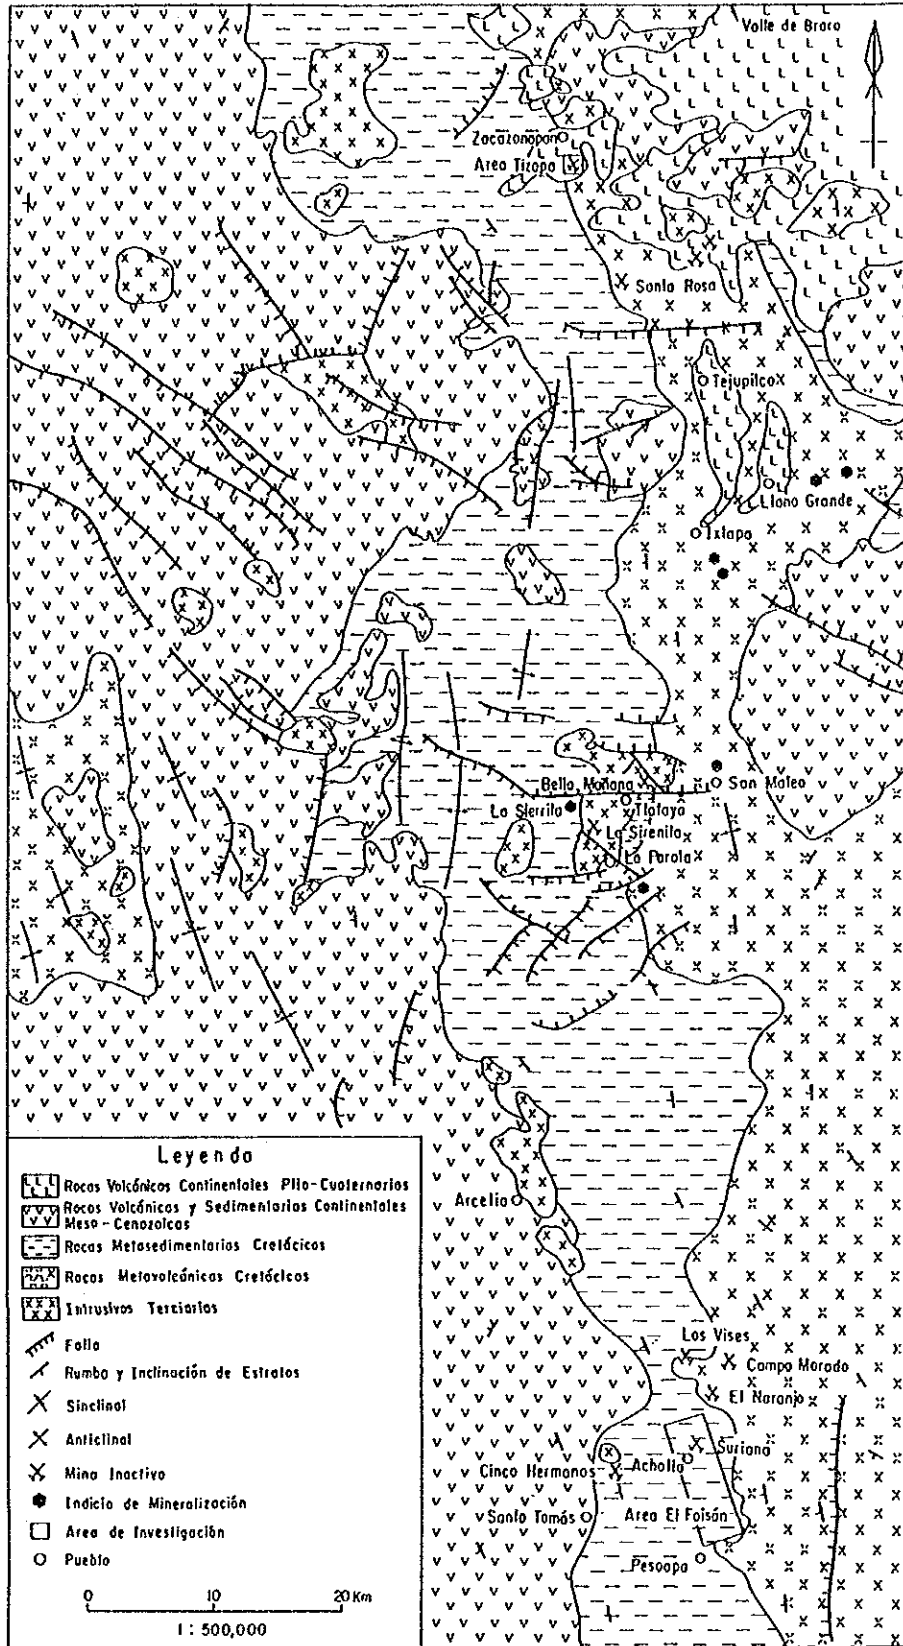 Valle de Bravo
Zacazonapan
Area Tizapa
Santa Rosa
Tejupilco
Llano Grande
Ixtapa
Bella Mañana
San Mateo
La Sierrita
Tlatlaya
La Sirenita
La Parota
Arcelia
Los Vises
Campo Morado
El Naranjo
Suriana
Cinco Hermanos
Achotla
Santo Tomás
Area El Foisán
Pesoapa
Leyenda
Rocas Volcánicas Continentales Plio-Cuaternarias
Rocas Volcánicas y Sedimentarias Continentales
Meso-Cenozoicas
Rocas Metasedimentarias Cretácicas
Rocas Metavolcánicas Cretácicas
Intrusivos Terciarios
Falla
Rumbo y Inclinación de Estratos
Sinclinal
Anticlinal
Mina Inactiva
Indicio de Mineralización
Area de Investigación
Pueblo
0 10 20 Km
1 : 500,000